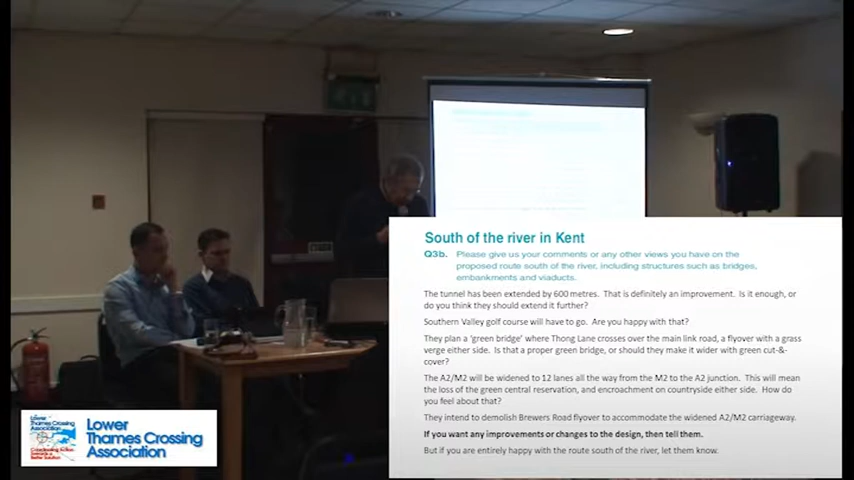 South of the river in Kent
Q3b. Please give us your comments or any other views you have on the
proposed route south of the river, including structures such as bridges,
embankments and viaducts.
The tunnel has been extended by 600 metres. That is definitely an improvement. Is it enough, or
do you think they should extend it further?
Southern Valley golf course will have to go. Are you happy with that?
They plan a 'green bridge' where Thong Lane crosses over the main link road, a flyover with a grass
verge either side. Is that a proper green bridge, or should they make it wider with green cut-&-
cover?
The A2/M2 will be widened to 12 lanes all the way from the M2 to the A2 junction. This will mean
the loss of the green central reservation, and encroachment on countryside either side. How do
you feel about that?
They intend to demolish Brewers Road flyover to accommodate the widened A2/M2 carriageway.
If you want any improvements or changes to the design, then tell them.
But if you are entirely happy with the route south of the river, let them know.
Lower
Thames Crossing
Association
Lower
Thames Crossing
Association